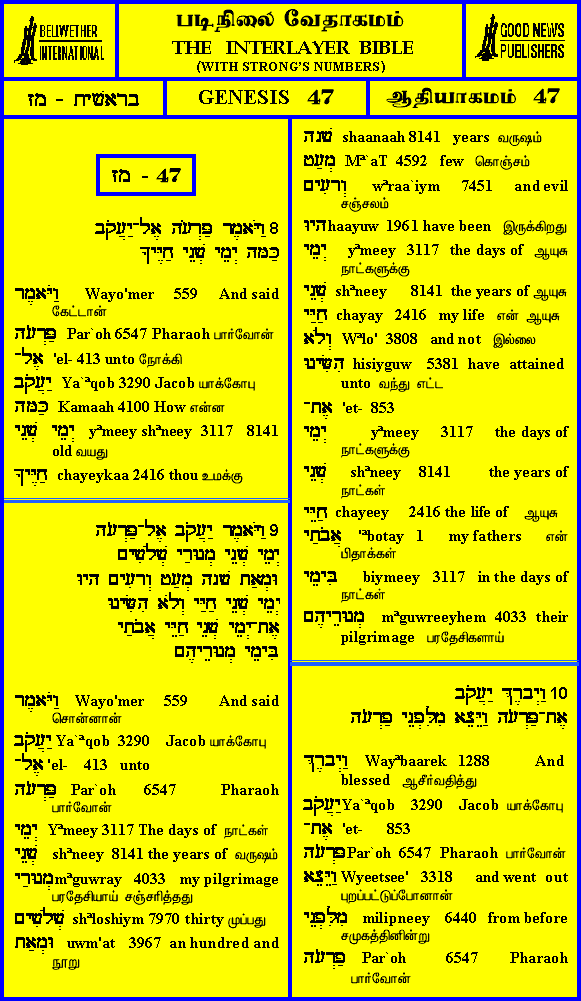 BELLWETHER
INTERNATIONAL
படிநிலை வேதாகமம்
THE INTERLAYER BIBLE
(WITH STRONG'S NUMBERS)
GOOD NEWS
PUBLISHERS
בראשית - מז
GENESIS 47
ஆதியாகமம் 47
מז - 47
8 וַיֹּאמֶר פַּרְעֹה אֶל־יַעֲקֹב
כַּמָּה יְמֵי שְׁנֵי חַיֶּיךָ
וַיֹּאמֶר Wayo'mer 559 And said
கேட்டான்
פַּרְעֹה Par`oh 6547 Pharaoh பார்வோன்
אֶל־ 'el- 413 unto நோக்கி
יַעֲקֹב Ya`ªqob 3290 Jacob யாக்கோபு
כַּמָּה Kamaah 4100 How என்ன
יְמֵי שְׁנֵי yªmeey shªneey 3117 8141
old வயது
חַיֶּיךָ chayeykaa 2416 thou உமக்கு
9 וַיֹּאמֶר יַעֲקֹב אֶל־פַּרְעֹה
יְמֵי שְׁנֵי מְגוּרַי שְׁלֹשִׁים
וּמְאַת שָׁנָה מְעַט וְרָעִים הָיוּ
יְמֵי שְׁנֵי חַיַּי וְלֹא הִשִּׂיגוּ
אֶת־יְמֵי שְׁנֵי חַיֵּי אֲבֹתַי
בִּימֵי מְגוּרֵיהֶם
וַיֹּאמֶר Wayo'mer 559 And said
சொன்னான்
יַעֲקֹב Ya`ªqob 3290 Jacob யாக்கோபு
אֶל־ 'el- 413 unto
פַּרְעֹה Par`oh 6547 Pharaoh
பார்வோன்
יְמֵי Yªmeey 3117 The days of நாட்கள்
שְׁנֵי shªneey 8141 the years of வருஷம்
מְגוּרַי mªguwray 4033 my pilgrimage
பரதேசியாய் சஞ்சரித்தது
שְׁלֹשִׁים shªloshiym 7970 thirty முப்பது
וּמְאַת uwm'at 3967 an hundred and
நூறு
שָׁנָה shaanaah 8141 years வருஷம்
מְעַט Mª`aT 4592 few கொஞ்சம்
וְרָעִים wªraa`iym 7451 and evil
சஞ்சலம்
הָיוּ haayuw 1961 have been இருக்கிறது
יְמֵי yªmeey 3117 the days of ஆயுசு
நாட்களுக்கு
שְׁנֵי shªneey 8141 the years of ஆயுசு
חַיַּי chayay 2416 my life என் ஆயுசு
וְלֹא Wªlo' 3808 and not இல்லை
הִשִּׂיגוּ hisiyguw 5381 have attained
unto வந்து எட்ட
אֶת־ 'et- 853
יְמֵי yªmeey 3117 the days of
நாட்களுக்கு
שְׁנֵי shªneey 8141 the years of
நாட்கள்
חַיֵּי chayeey 2416 the life of ஆயுசு
אֲבֹתַי 'ªbotay 1 my fathers என்
பிதாக்கள்
בִּימֵי biymeey 3117 in the days of
நாட்கள்
מְגוּרֵיהֶם mªguwreeyhem 4033 their
pilgrimage பரதேசிகளாய்
10 וַיְבָרֶךְ יַעֲקֹב
אֶת־פַּרְעֹה וַיֵּצֵא מִלִּפְנֵי פַרְעֹה
וַיְבָרֶךְ Wayªbaarek 1288 And
blessed ஆசீர்வதித்து
יַעֲקֹב Ya`ªqob 3290 Jacob யாக்கோபு
אֶת־ 'et- 853
פַּרְעֹה Par`oh 6547 Pharaoh பார்வோன்
וַיֵּצֵא Wyeetsee' 3318 and went out
புறப்பட்டுப்போனான்
מִלִּפְנֵי milipneey 6440 from before
சமுகத்தினின்று
פַרְעֹה Par`oh 6547 Pharaoh
பார்வோன்